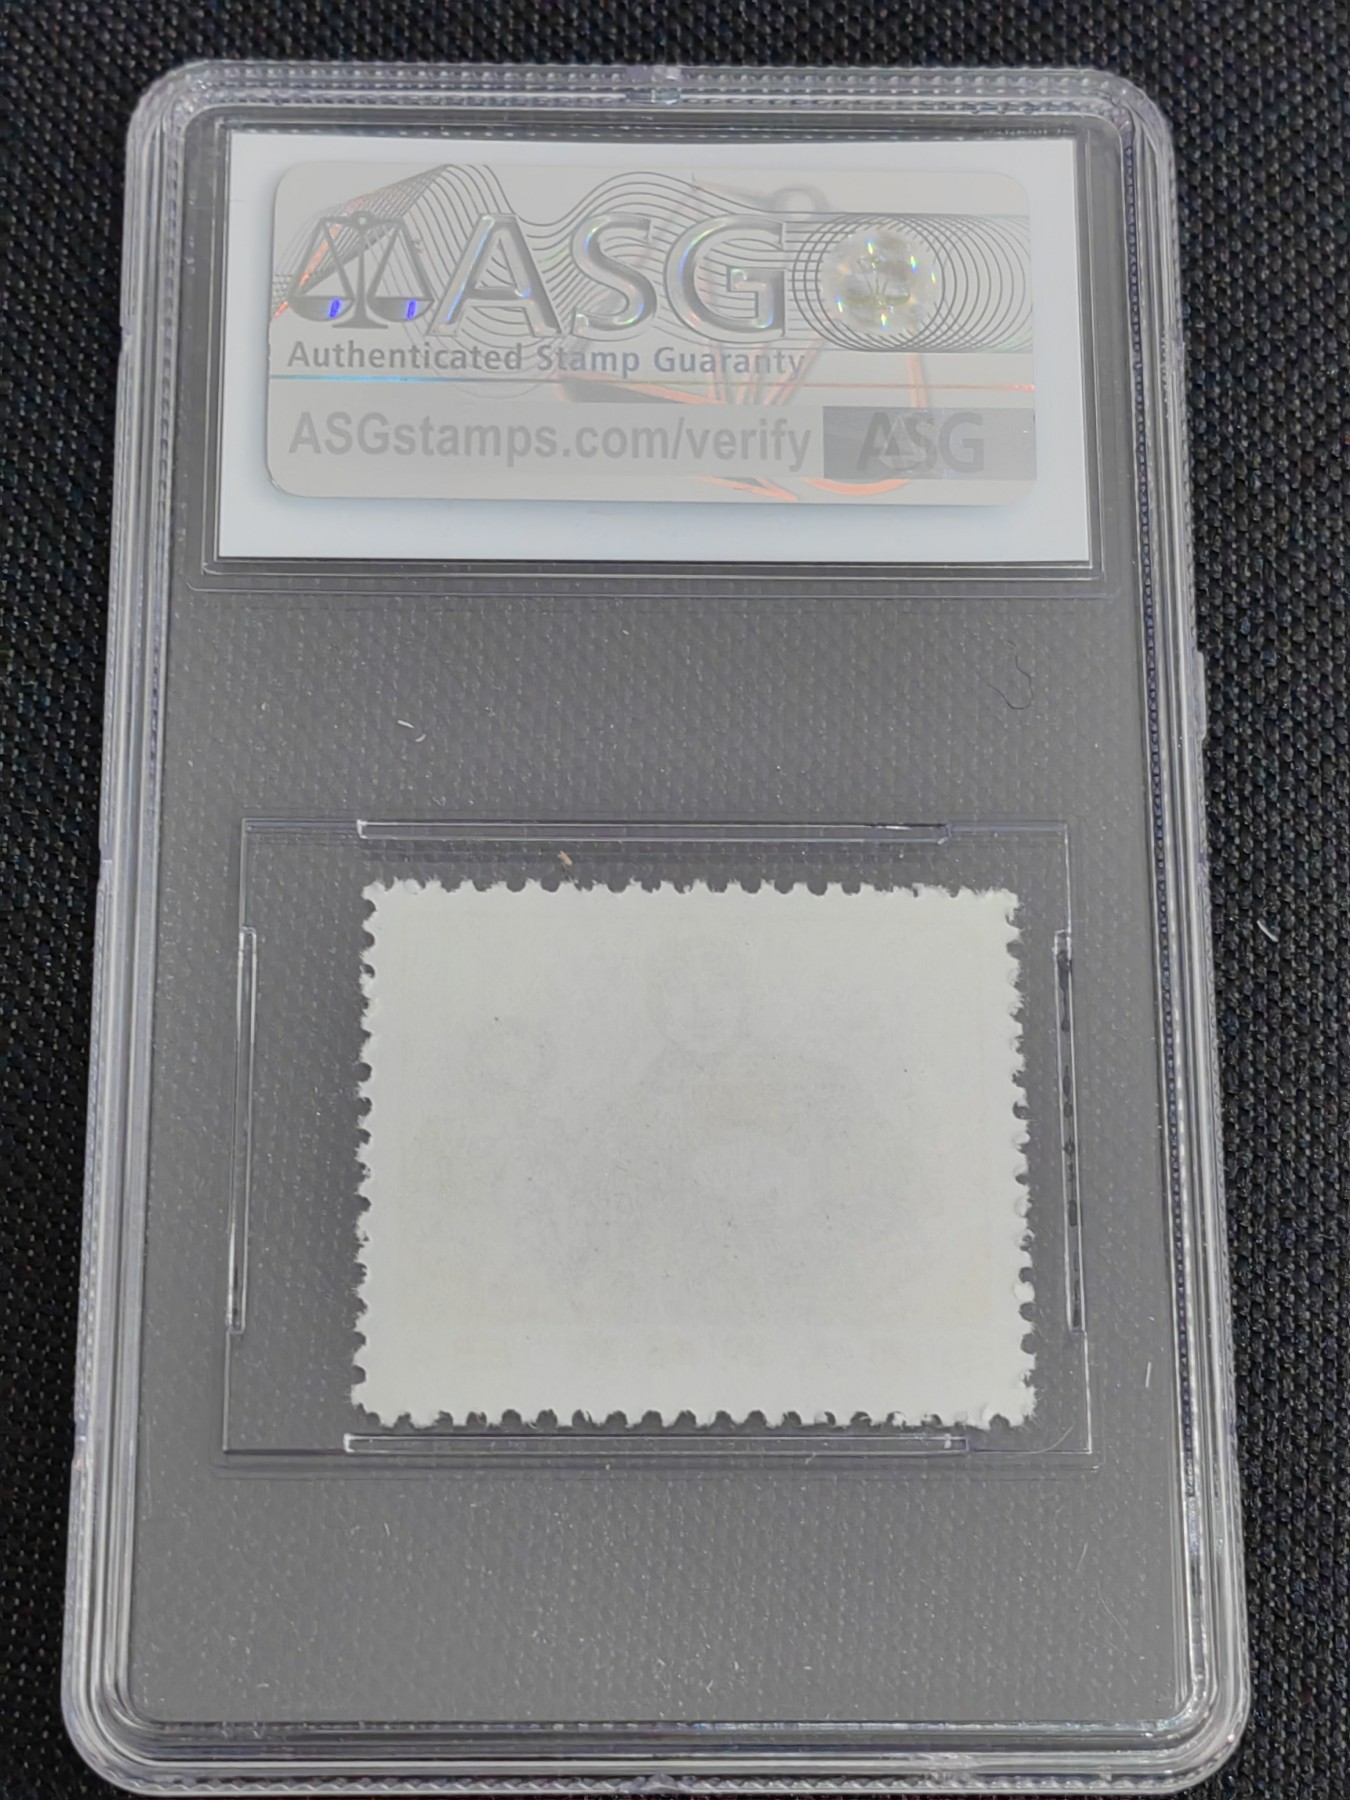 ASG
Authenticated Stamp Guaranty
ASGstamps.com/verify ASG